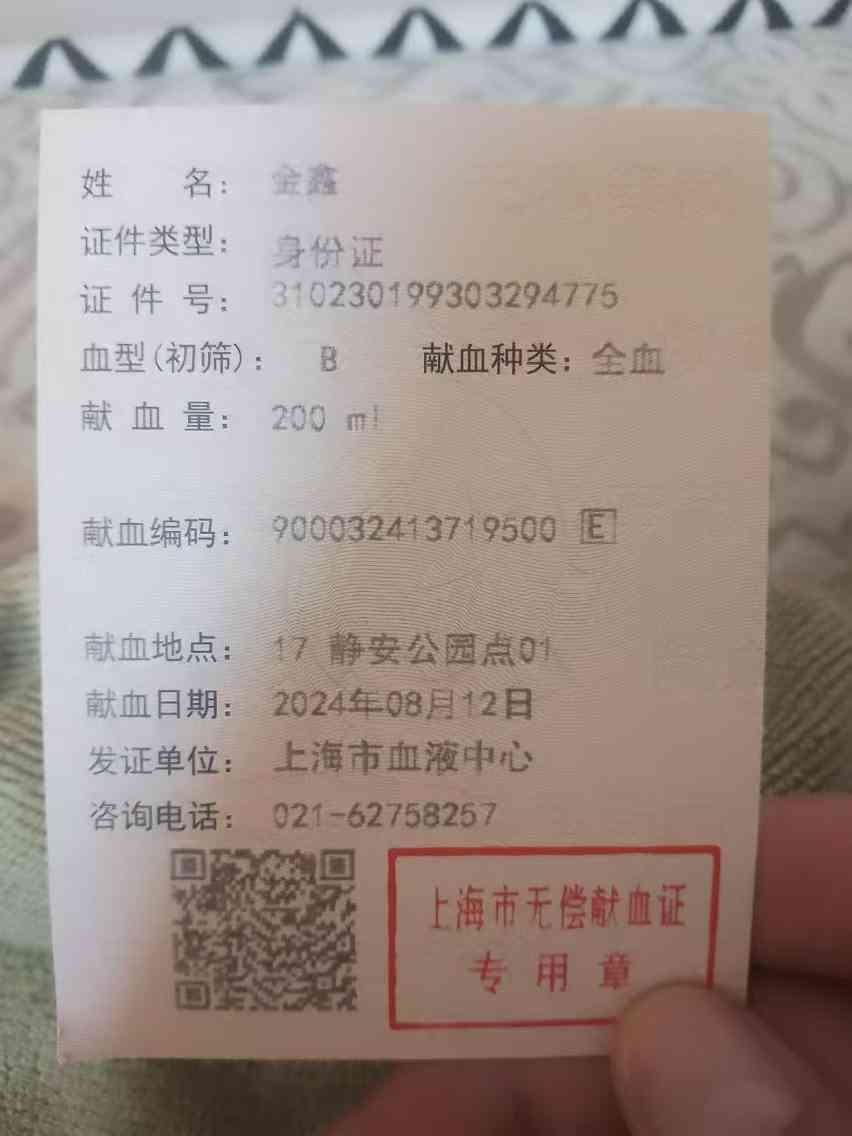 姓 名: 金鑫
证件类型: 身份证
证 件 号: 310230199303294775
血型(初筛): B 献血种类: 全血
献 血 量: 200 ml
献血编码: 900032413719500 E
献血地点: 17 静安公园点01
献血日期: 2024年08月12日
发证单位: 上海市血液中心
咨询电话: 021-62758257
上海市无偿献血证
专用章